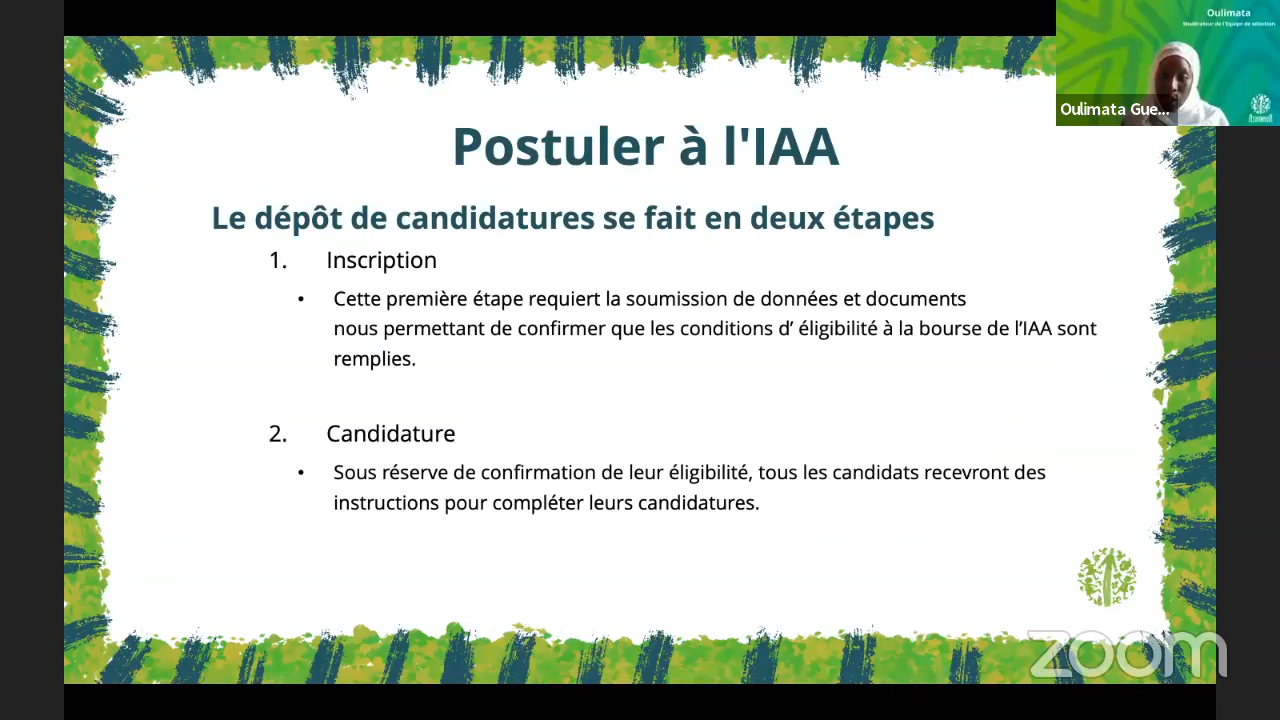 Oulimata
Modérateur de l'Equipe de sélection
Oulimata Gue...
Postuler à l'IAA
Le dépôt de candidatures se fait en deux étapes
1. Inscription
• Cette première étape requiert la soumission de données et documents
nous permettant de confirmer que les conditions d’ éligibilité à la bourse de l’IAA sont
remplies.
2. Candidature
• Sous réserve de confirmation de leur éligibilité, tous les candidats recevront des
instructions pour compléter leurs candidatures.
zoom